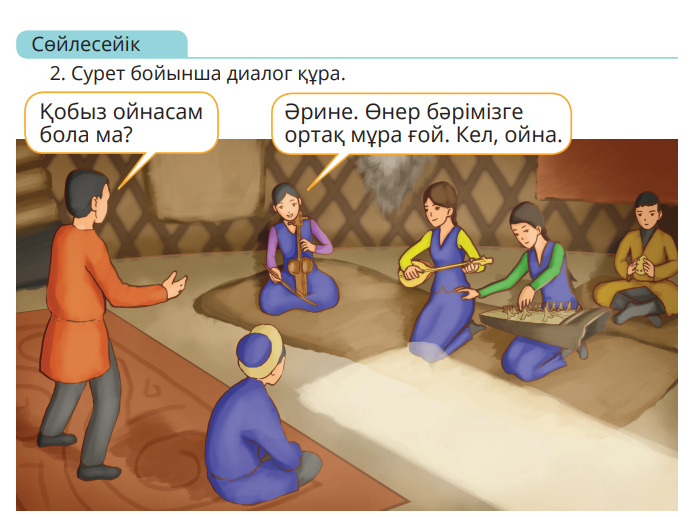 Сөйлесейік
2. Сурет бойынша диалог құра.
Қобыз ойнасам
бола ма?
Әрине. Өнер бәрімізге
ортақ мұра ғой. Кел, ойна.